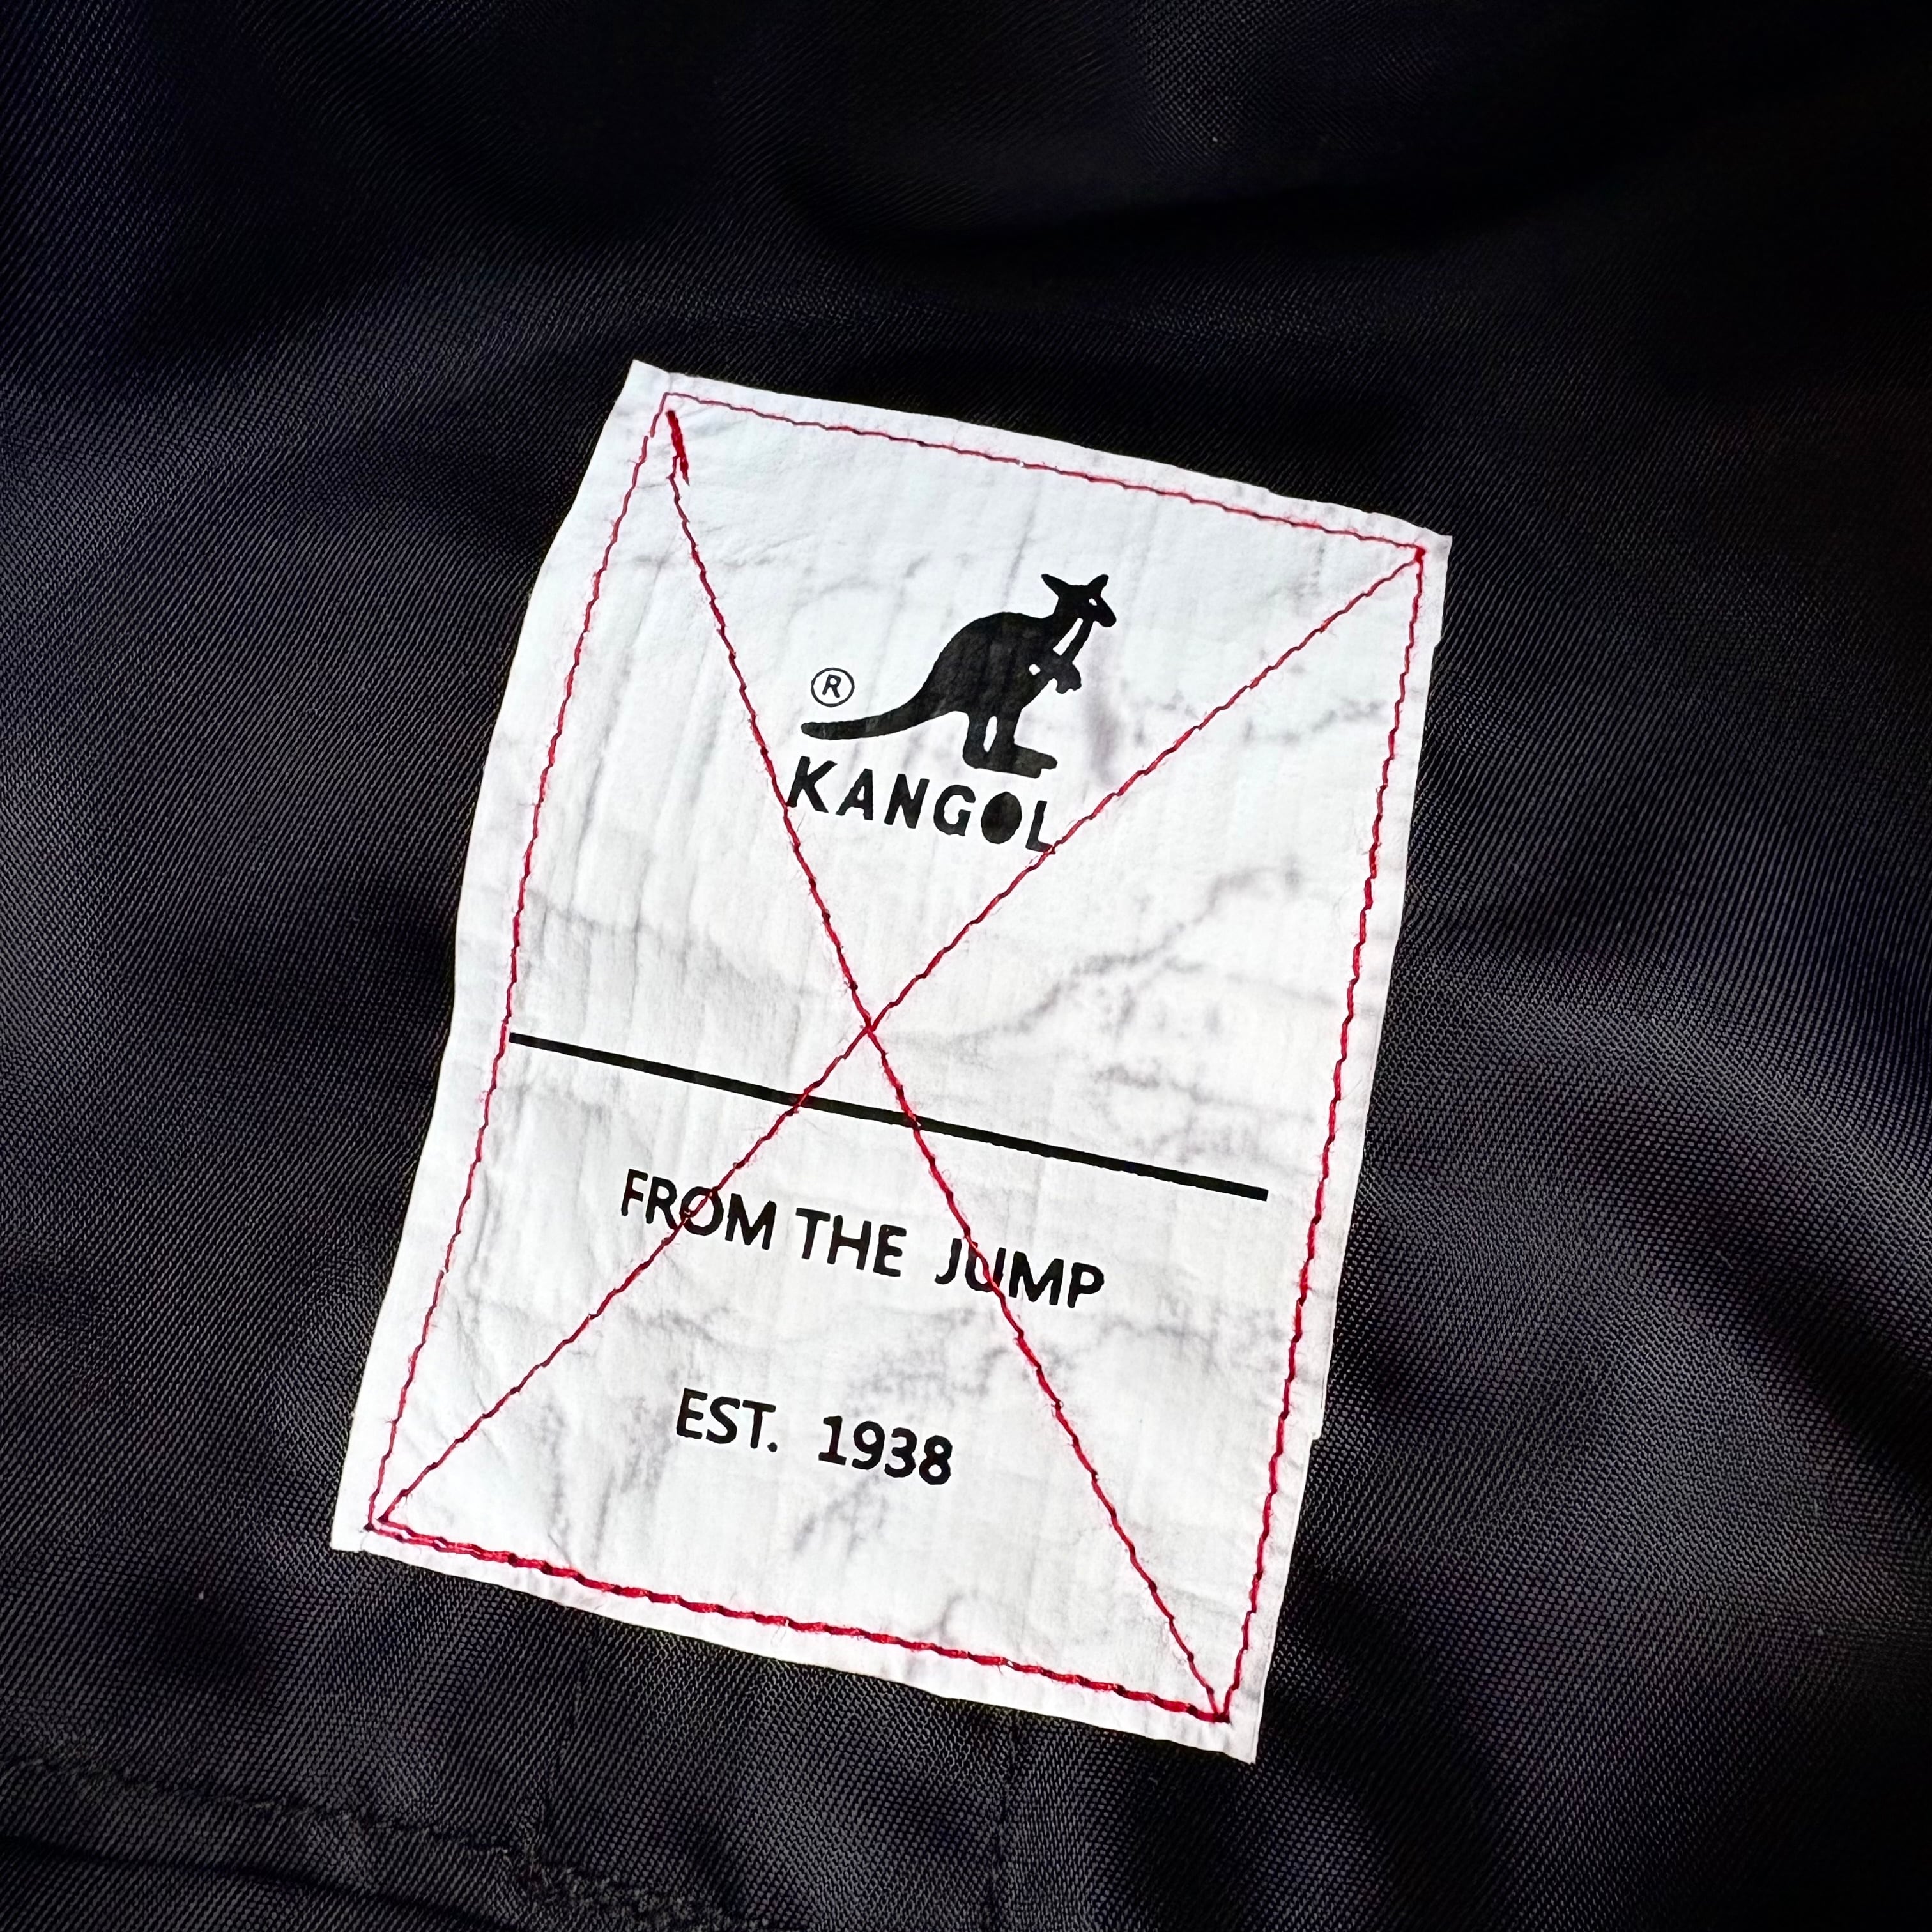 ®
KANGOL
FROM THE JUMP
EST. 1938